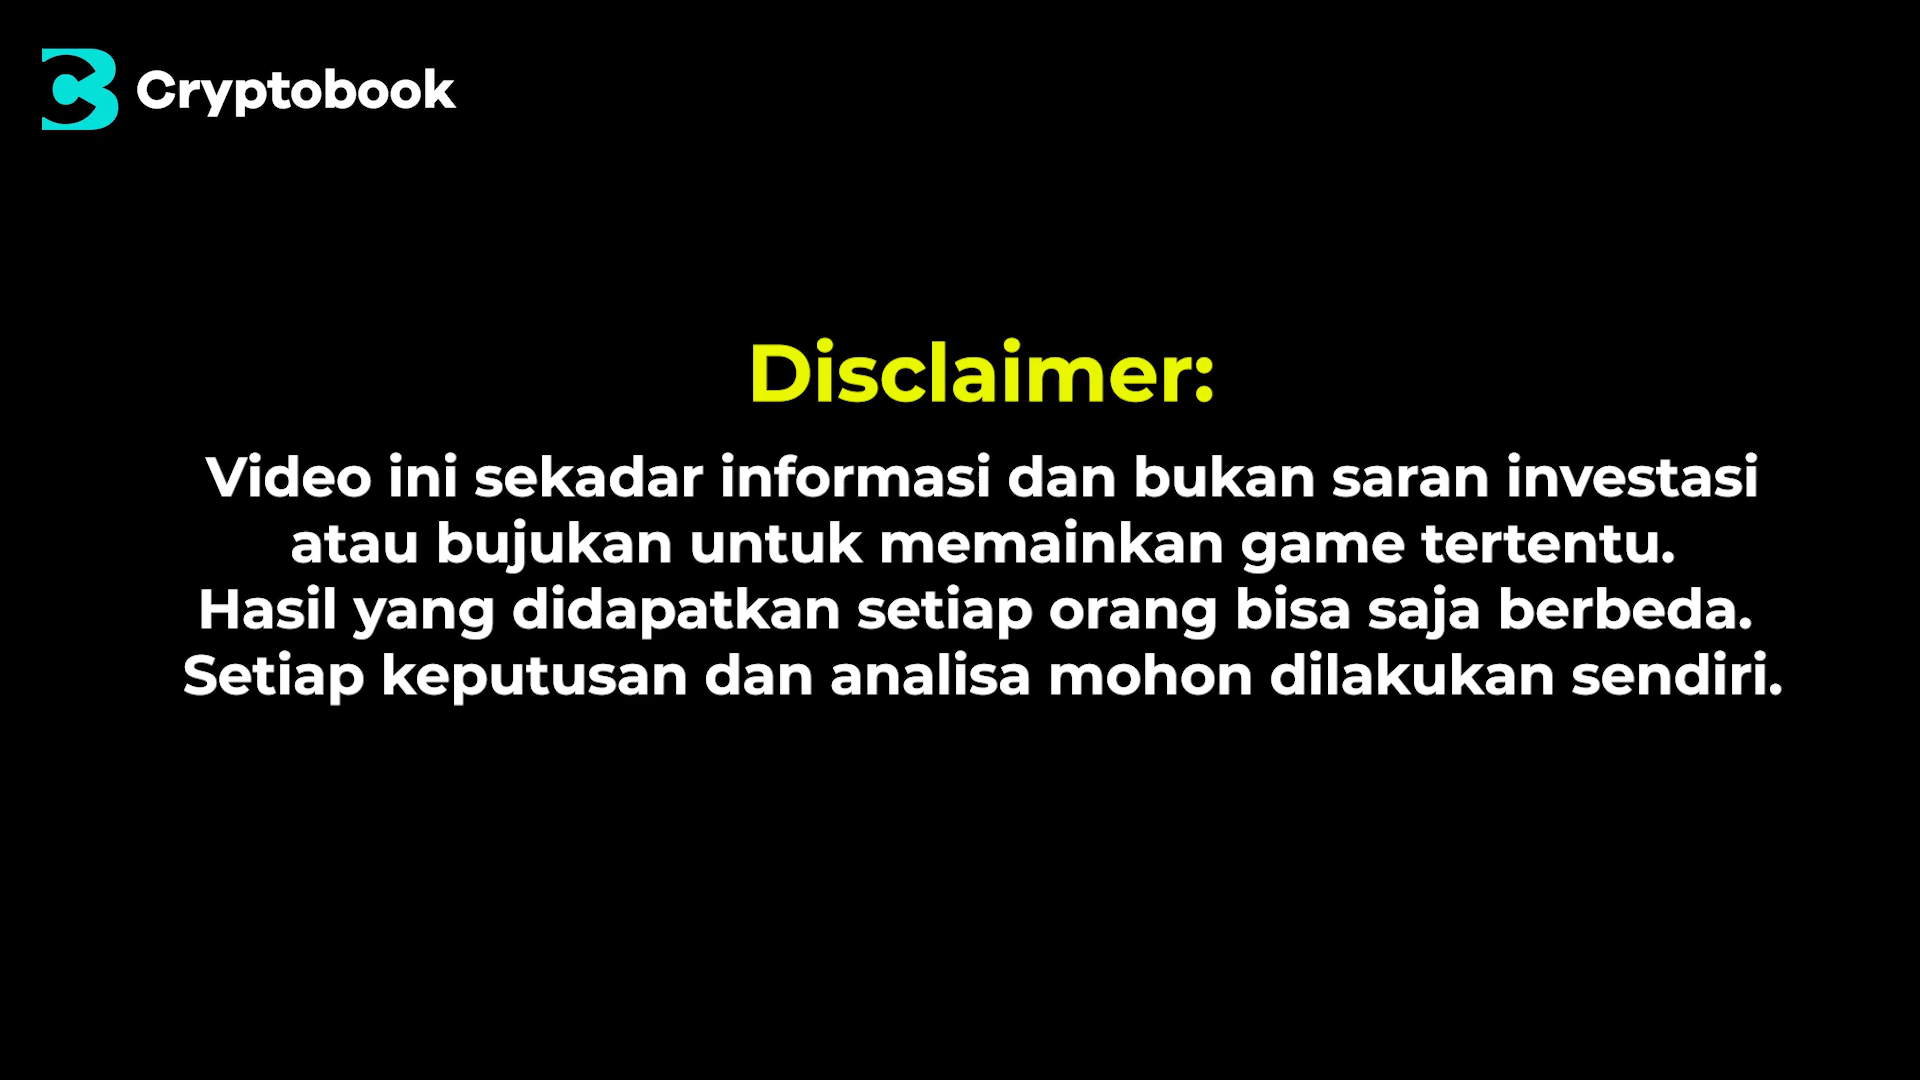 Cryptobook
Disclaimer:
Video ini sekadar informasi dan bukan saran investasi
atau bujukan untuk memainkan game tertentu.
Hasil yang didapatkan setiap orang bisa saja berbeda.
Setiap keputusan dan analisa mohon dilakukan sendiri.